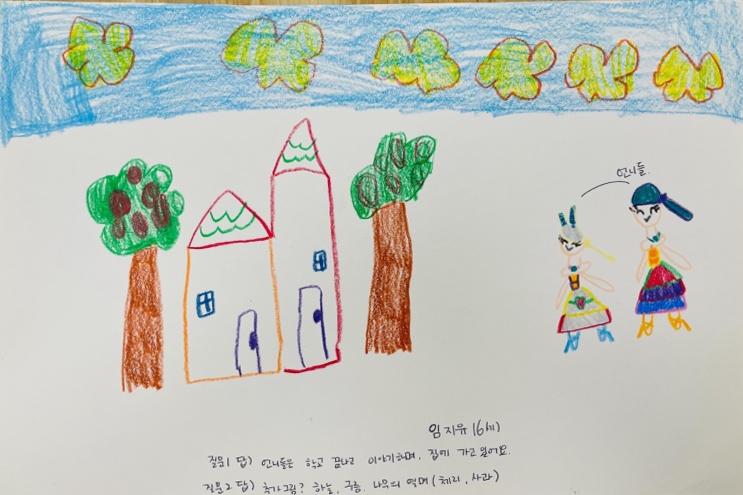 언니들.
임지유(6세)
질문1 답) 언니들은 학교 끝나고 이야기하며, 집에 가고 있어요.
질문2 답) 추가그림? 하늘, 구름, 나무의 열매(체리, 사과)